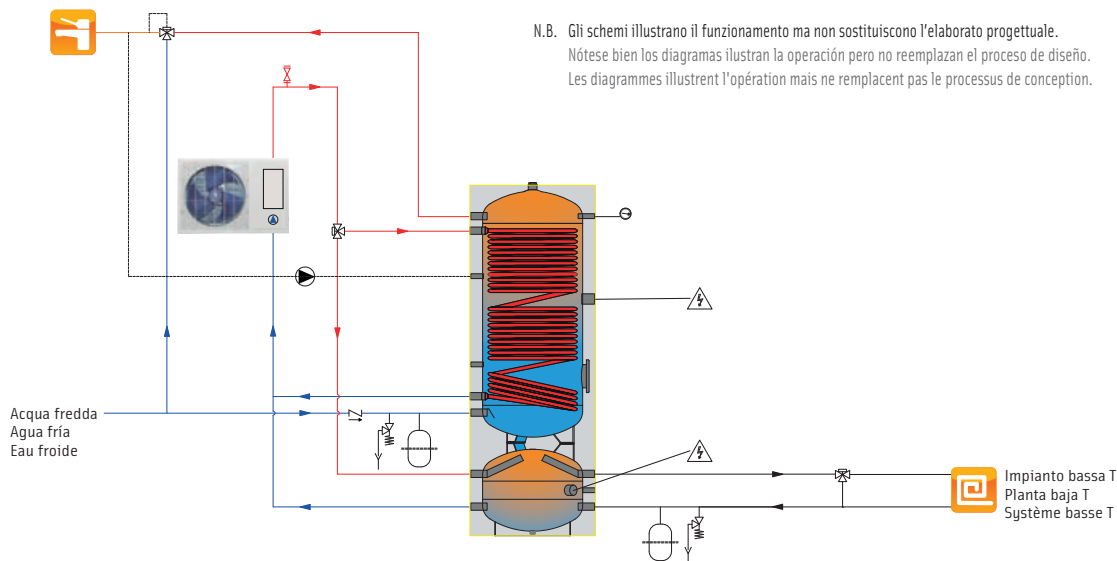 N.B. Gli schemi illustrano il funzionamento ma non sostituiscono l'elaborato progettuale.
Nótese bien los diagramas ilustran la operación pero no reemplazan el proceso de diseño.
Les diagrammes illustrent l'opération mais ne remplacent pas le processus de conception.
Acqua fredda
Agua fría
Eau froide
Impianto bassa T
Planta baja T
Système basse T